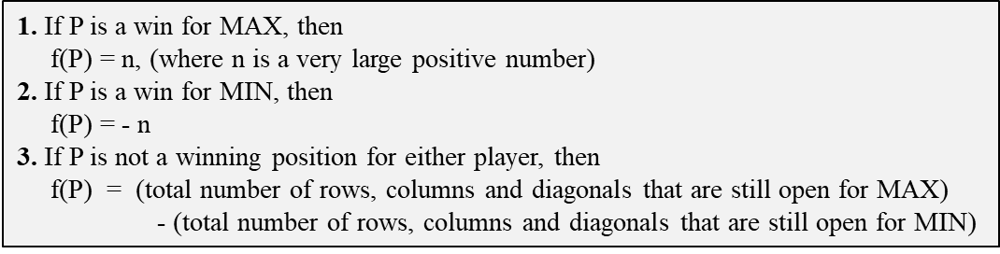 1. If P is a win for MAX, then
f(P) = n, (where n is a very large positive number)
2. If P is a win for MIN, then
f(P) = - n
3. If P is not a winning position for either player, then
f(P) = (total number of rows, columns and diagonals that are still open for MAX)
- (total number of rows, columns and diagonals that are still open for MIN)